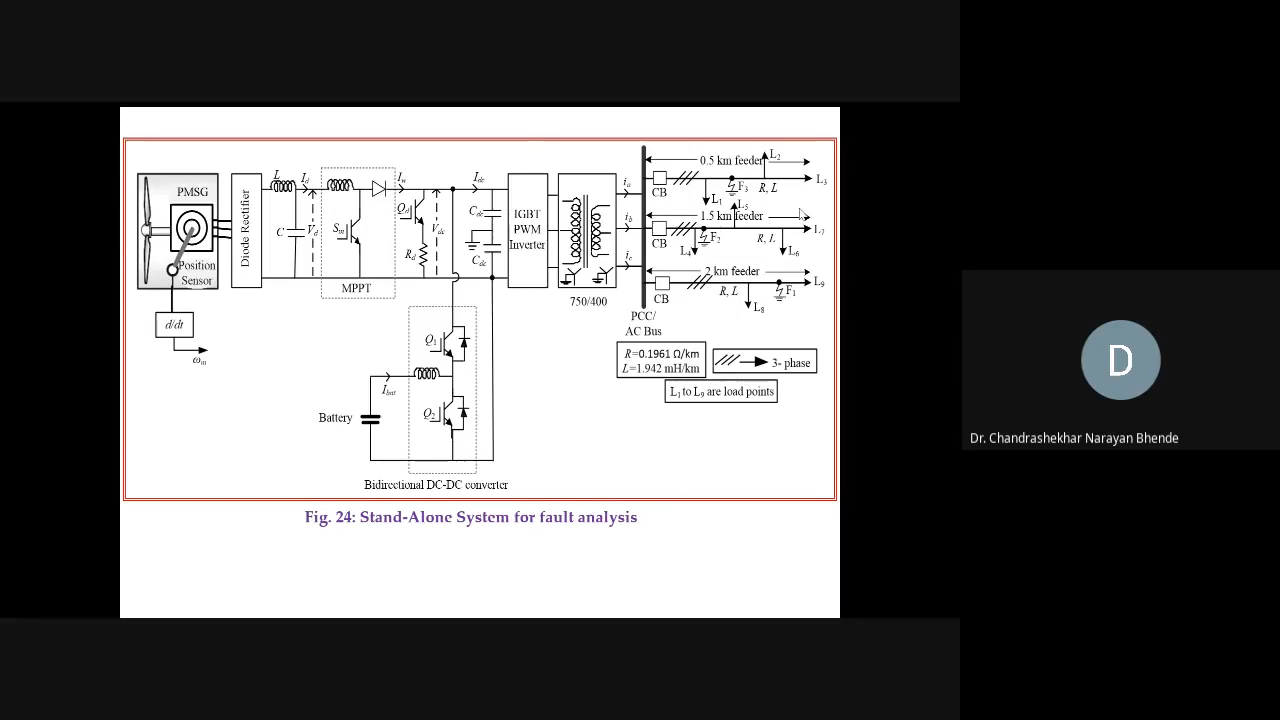 PMSG
Position
Sensor
d/dt
ωm
Diode Rectifier
L
Id
C
Vd
Sm
MPPT
Iw
Qd
Rd
Vdc
Idc
Cdc
Cdc
IGBT
PWM
Inverter
750/400
ia
ib
ic
PCC/
AC Bus
0.5 km feeder
L2
CB
F3
R, L
L3
L1
L5
1.5 km feeder
CB
F2
R, L
L7
L4
L6
2 km feeder
CB
R, L
F1
L9
L8
R=0.1961 Ω/km
L=1.942 mH/km
3- phase
L1 to L9 are load points
Q1
Ibat
Battery
Q2
Bidirectional DC-DC converter
Fig. 24: Stand-Alone System for fault analysis
D
Dr. Chandrashekhar Narayan Bhende